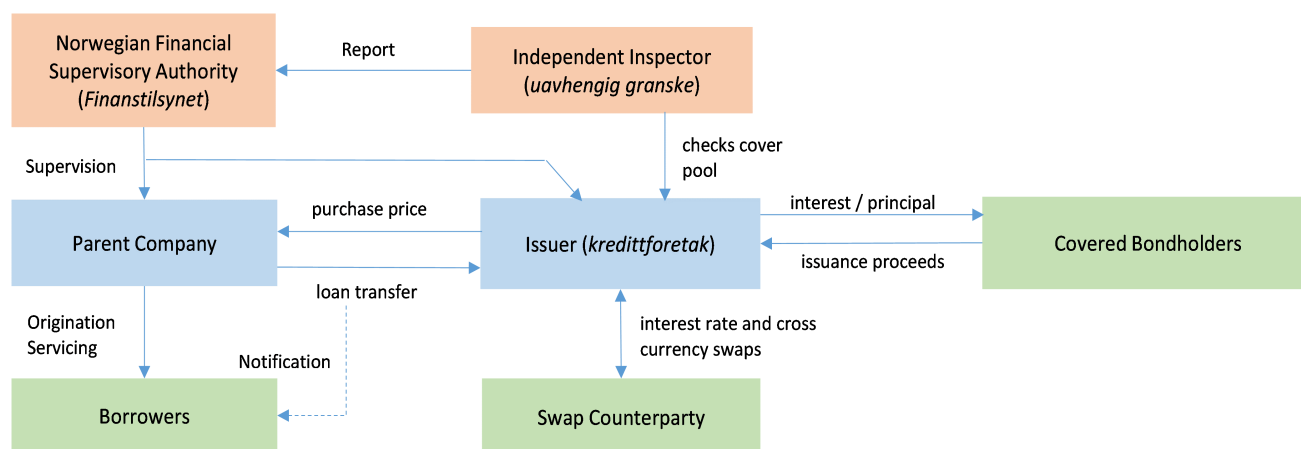 Norwegian Financial
Supervisory Authority
(Finanstilsynet)
Report
Independent Inspector
(uavhengig granske)
Supervision
checks cover
pool
Parent Company
purchase price
Issuer (kredittforetak)
interest / principal
Covered Bondholders
issuance proceeds
loan transfer
Origination
Servicing
Notification
interest rate and cross
currency swaps
Borrowers
Swap Counterparty